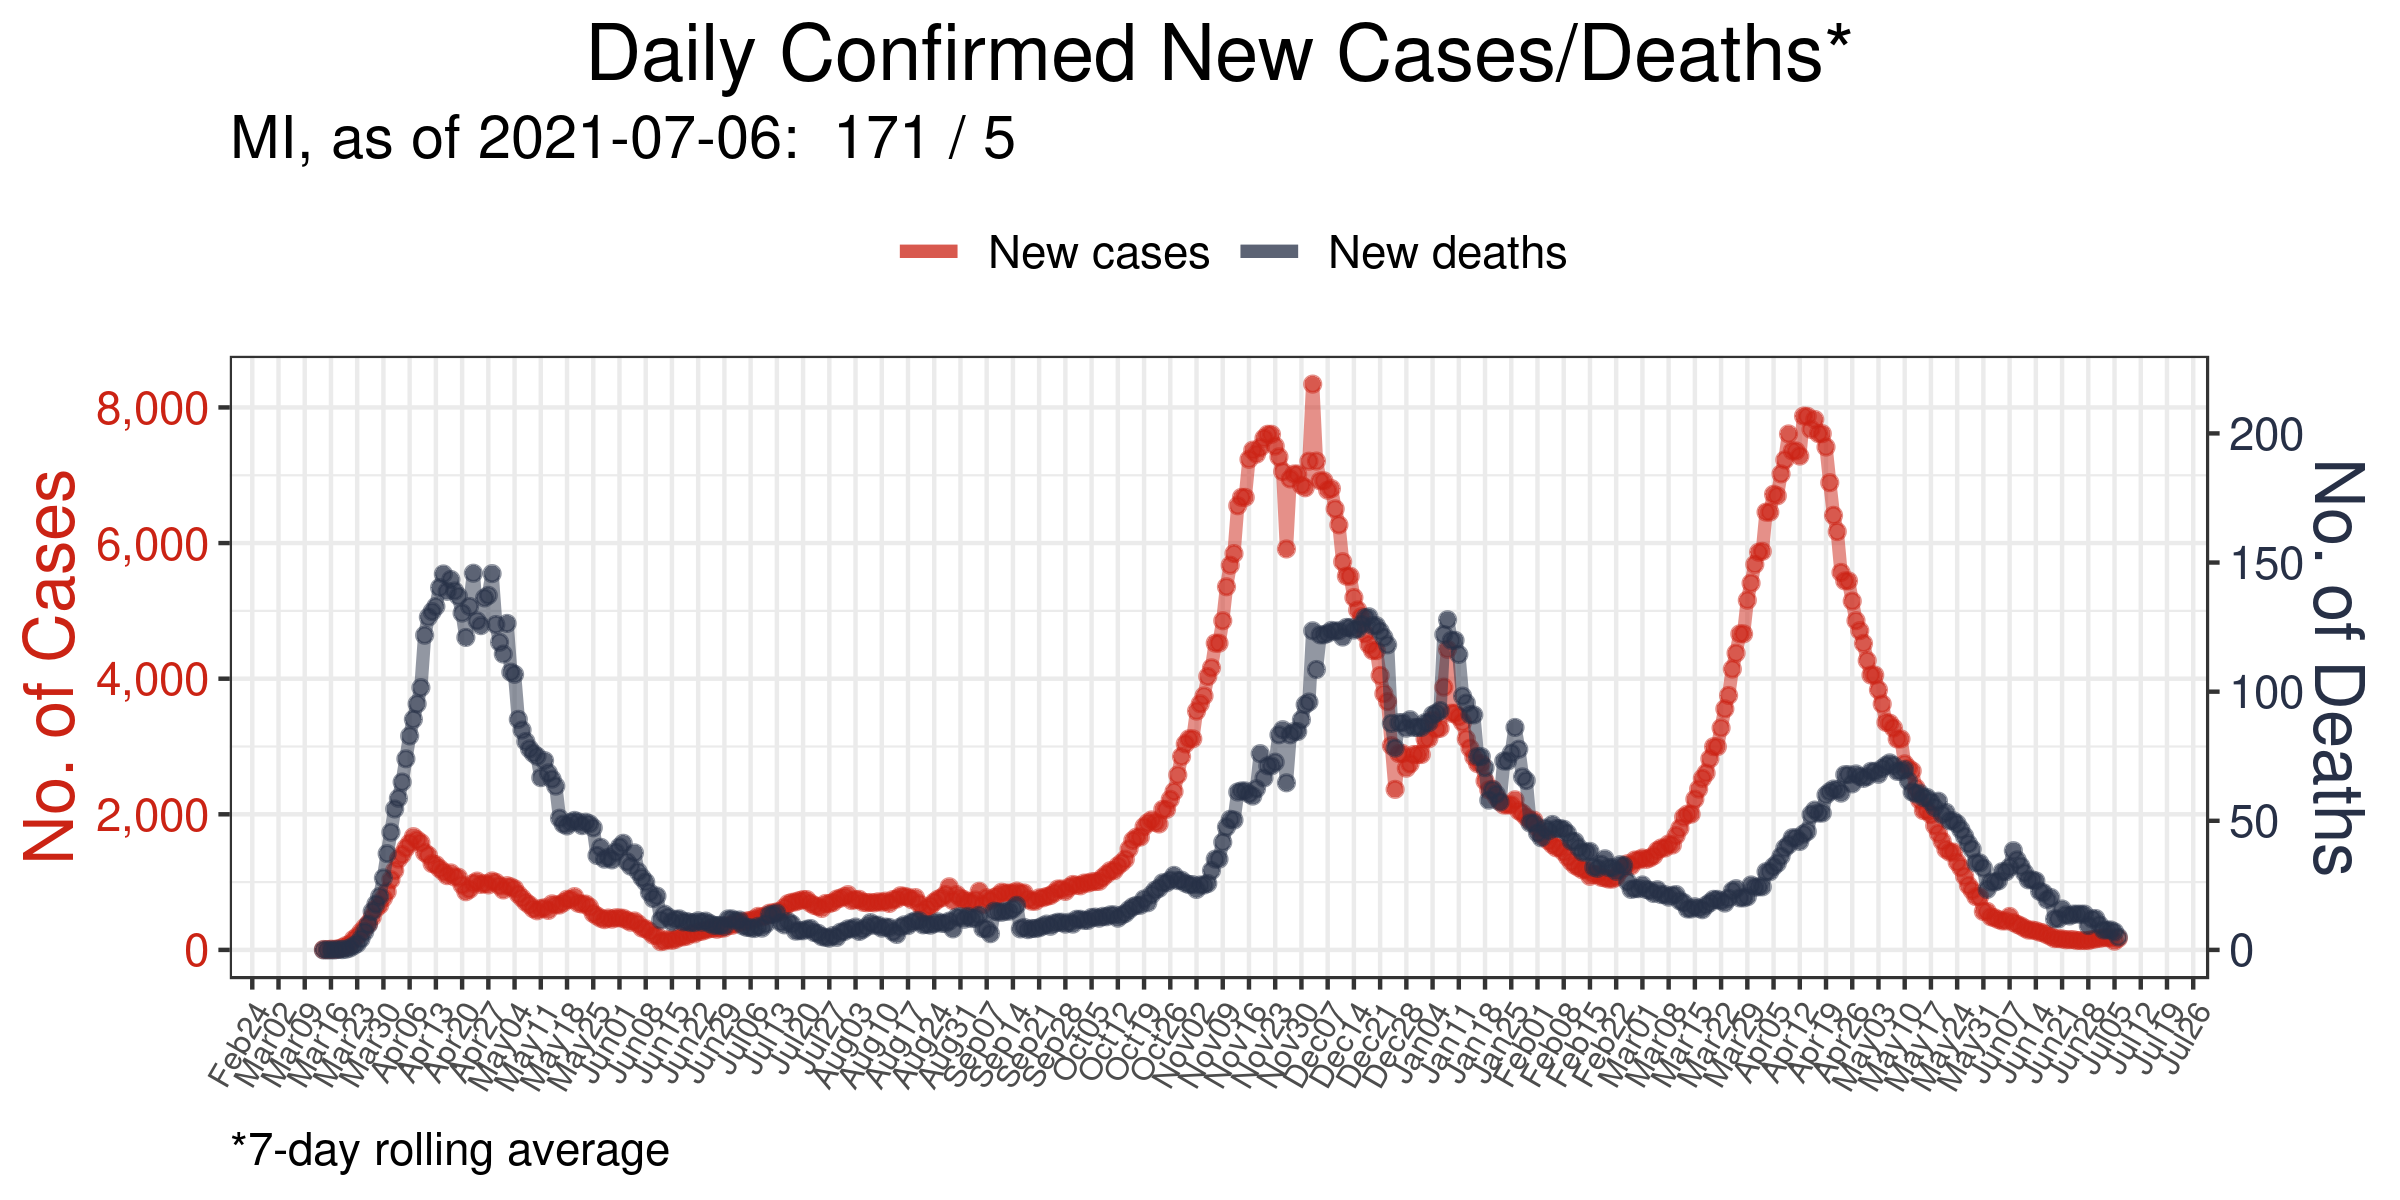 Daily Confirmed New Cases/Deaths*
MI, as of 2021-07-06:  171 / 5
New cases
New deaths
No. of Cases
8,000
6,000
4,000
2,000
0
200
150
100
50
0
No. of Deaths
Feb24
Mar02
Mar09
Mar16
Mar23
Mar30
Apr06
Apr13
Apr20
Apr27
May04
May11
May18
May25
Jun01
Jun08
Jun15
Jun22
Jun29
Jul06
Jul13
Jul20
Jul27
Aug03
Aug10
Aug17
Aug24
Aug31
Sep07
Sep14
Sep21
Sep28
Oct05
Oct12
Oct19
Oct26
Nov02
Nov09
Nov16
Nov23
Nov30
Dec07
Dec14
Dec21
Dec28
Jan04
Jan11
Jan18
Jan25
Feb01
Feb08
Feb15
Feb22
Mar01
Mar08
Mar15
Mar22
Mar29
Apr05
Apr12
Apr19
Apr26
May03
May10
May17
May24
May31
Jun07
Jun14
Jun21
Jun28
Jul05
Jul12
Jul19
Jul26
*7-day rolling average